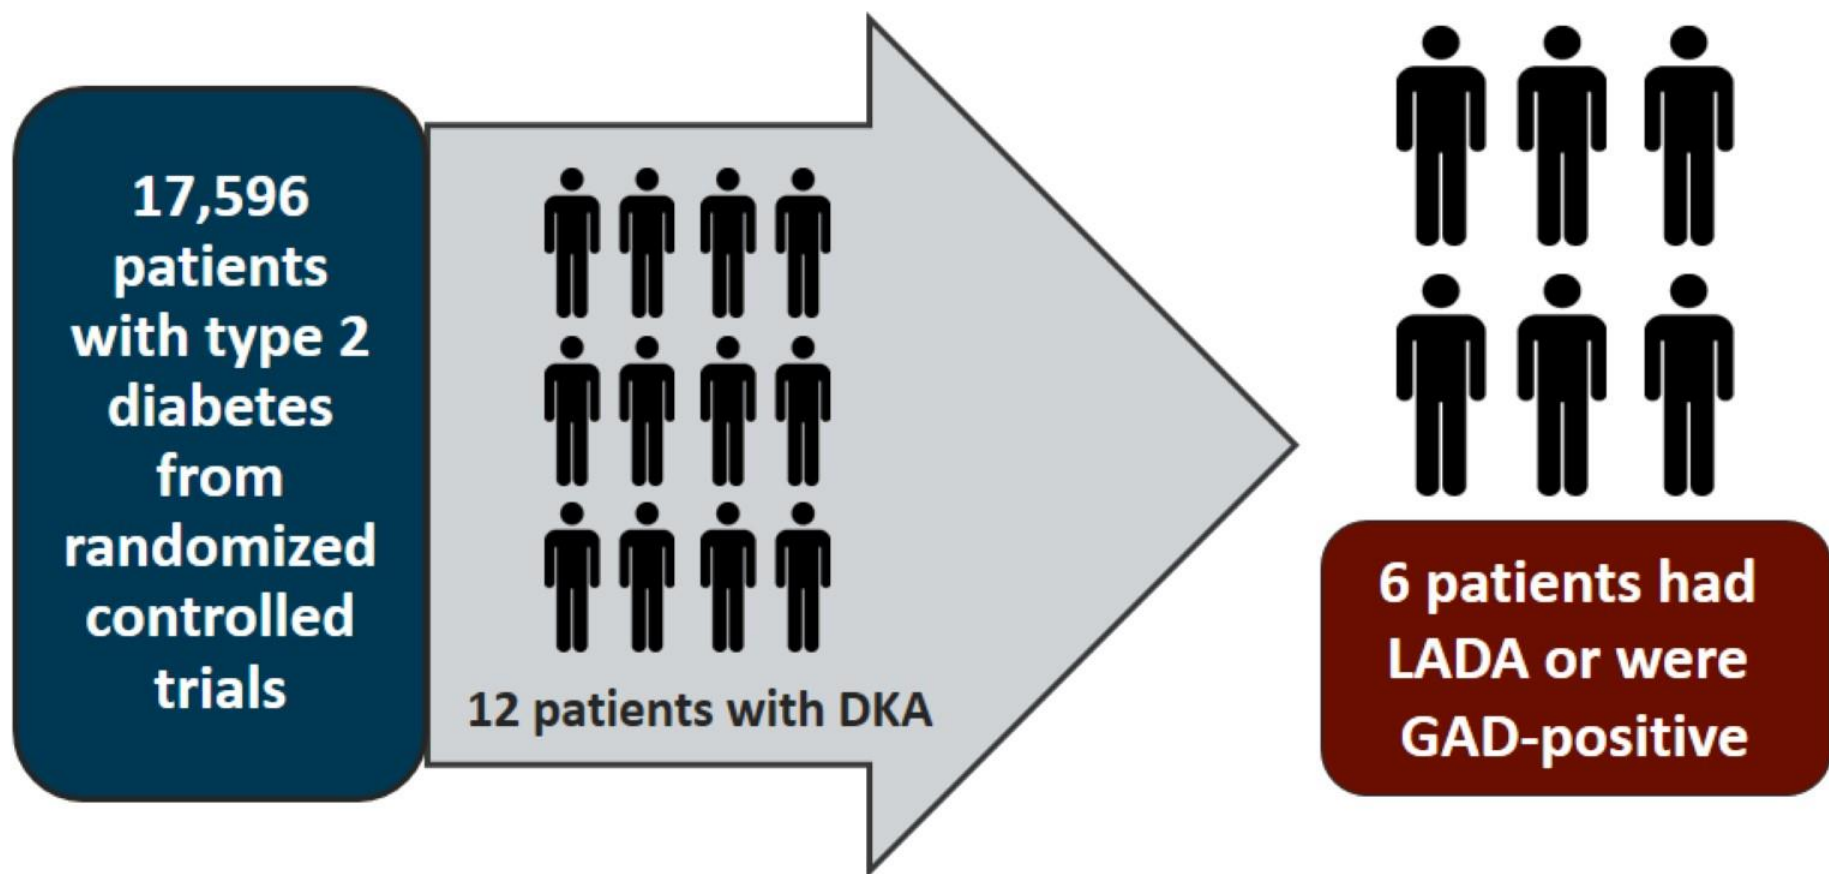 17,596
patients
with type 2
diabetes
from
randomized
controlled
trials
12 patients with DKA
6 patients had
LADA or were
GAD-positive